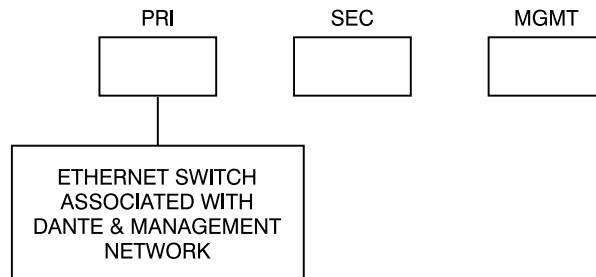 PRI SEC MGMT
ETHERNET SWITCH
ASSOCIATED WITH
DANTE & MANAGEMENT
NETWORK